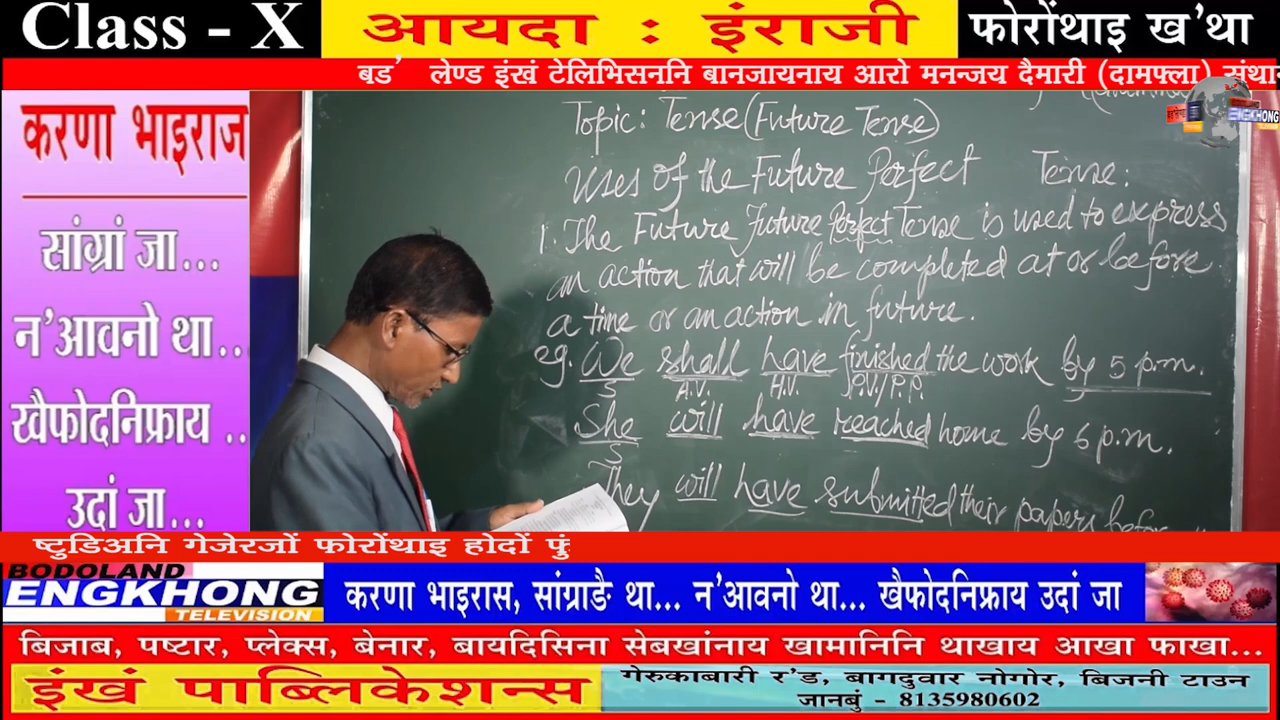 Class - X
आयदा : इंराजी
फोरोंथाइ ख'था
बड' लेण्ड इंखं टेलिभिसननि बानजायनाय आरो मनन्जय दैमारी (दामफ्ला) संथान
ENGKHONG
करणा भाइराज
सांग्रां जा...
न'आवनो था...
खैफोदनिफ्राय ..
उदां जा...
Topic: Tense (Future Tense)
Uses of the Future Perfect Tense:
1. The Future Future Perfect Tense is used to express
an action that will be completed at or before
a time or an action in future.
eg. We shall have finished the work by 5 p.m.
S A.V. H.V. P.V./P.P.
She will have reached home by 6 p.m.
S
They will have submitted their papers before
ष्टुडिअनि गेजेरजों फोरोंथाइ होदों फुं
BODOLAND
ENGKHONG
TELEVISION
करणा भाइरास, सांग्राङै था... न'आवनो था... खैफोदनिफ्राय उदां जा
बिजाब, पष्टार, प्लेक्स, बेनार, बायदिसिना सेबखांनाय खामानिनि थाखाय आखा फाखा...
इंखं पाब्लिकेशन्स
गेरुकाबारी र'ड, बागदुवार नोगोर, बिजनी टाउन
जानबुं - 8135980602